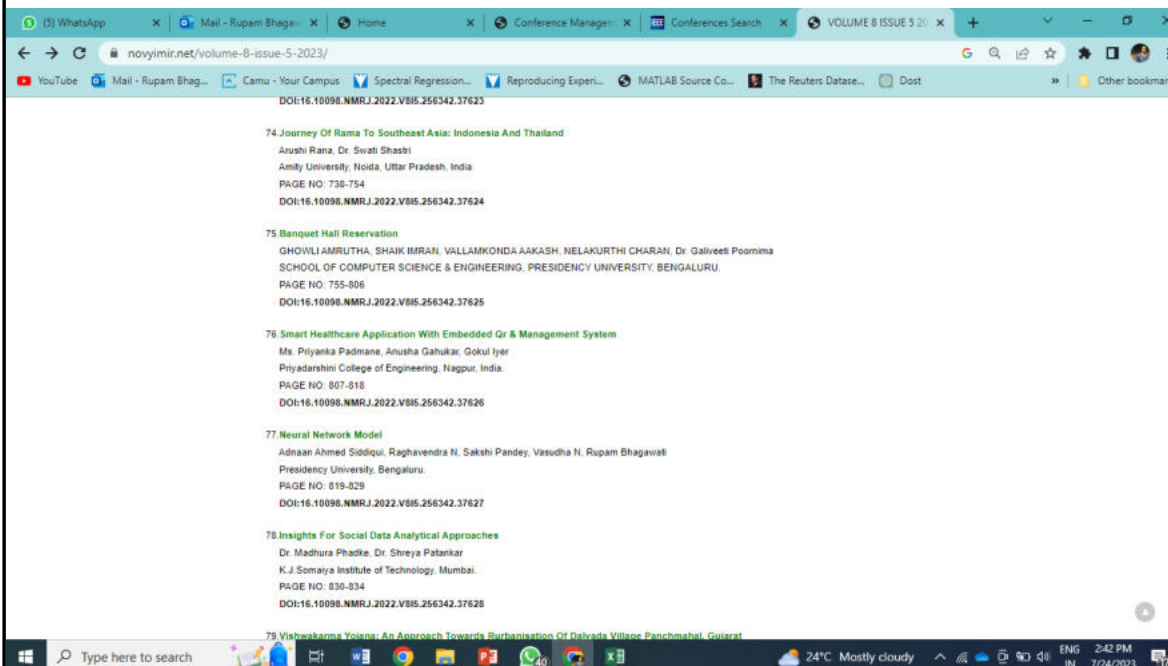 (5) WhatsApp
Mail - Rupam Bhagaw
Home
Conference Managem
Conferences Search
VOLUME 8 ISSUE 5 20
novyimir.net/volume-8-issue-5-2023/
YouTube
Mail - Rupam Bhag...
Camu - Your Campus
Spectral Regression...
Reproducing Experi...
MATLAB Source Co...
The Reuters Datase...
Dost
»
Other bookmar
DOI:16.10098.NMRJ.2022.V8I5.256342.37623
74.Journey Of Rama To Southeast Asia: Indonesia And Thailand
Arushi Rana, Dr. Swati Shastri
Amity University, Noida, Uttar Pradesh, India.
PAGE NO: 738-754
DOI:16.10098.NMRJ.2022.V8I5.256342.37624
75.Banquet Hall Reservation
GHOWLI AMRUTHA, SHAIK IMRAN, VALLAMKONDA AAKASH, NELAKURTHI CHARAN, Dr. Galiveeti Poornima
SCHOOL OF COMPUTER SCIENCE & ENGINEERING, PRESIDENCY UNIVERSITY, BENGALURU.
PAGE NO: 755-806
DOI:16.10098.NMRJ.2022.V8I5.256342.37625
76.Smart Healthcare Application With Embedded Qr & Management System
Ms. Priyanka Padmane, Anusha Gahukar, Gokul Iyer
Priyadarshini College of Engineering, Nagpur, India.
PAGE NO: 807-818
DOI:16.10098.NMRJ.2022.V8I5.256342.37626
77.Neural Network Model
Adnaan Ahmed Siddiqui, Raghavendra N, Sakshi Pandey, Vasudha N, Rupam Bhagawati
Presidency University, Bengaluru.
PAGE NO: 819-829
DOI:16.10098.NMRJ.2022.V8I5.256342.37627
78.Insights For Social Data Analytical Approaches
Dr. Madhura Phadke, Dr. Shreya Patankar
K.J.Somaiya Institute of Technology, Mumbai.
PAGE NO: 830-834
DOI:16.10098.NMRJ.2022.V8I5.256342.37628
79.Vishwakarma Yojana: An Approach Towards Rurbanisation Of Dalvada Village Panchmahal, Gujarat
Type here to search
40
24°C Mostly cloudy
ENG
IN
2:42 PM
7/24/2023